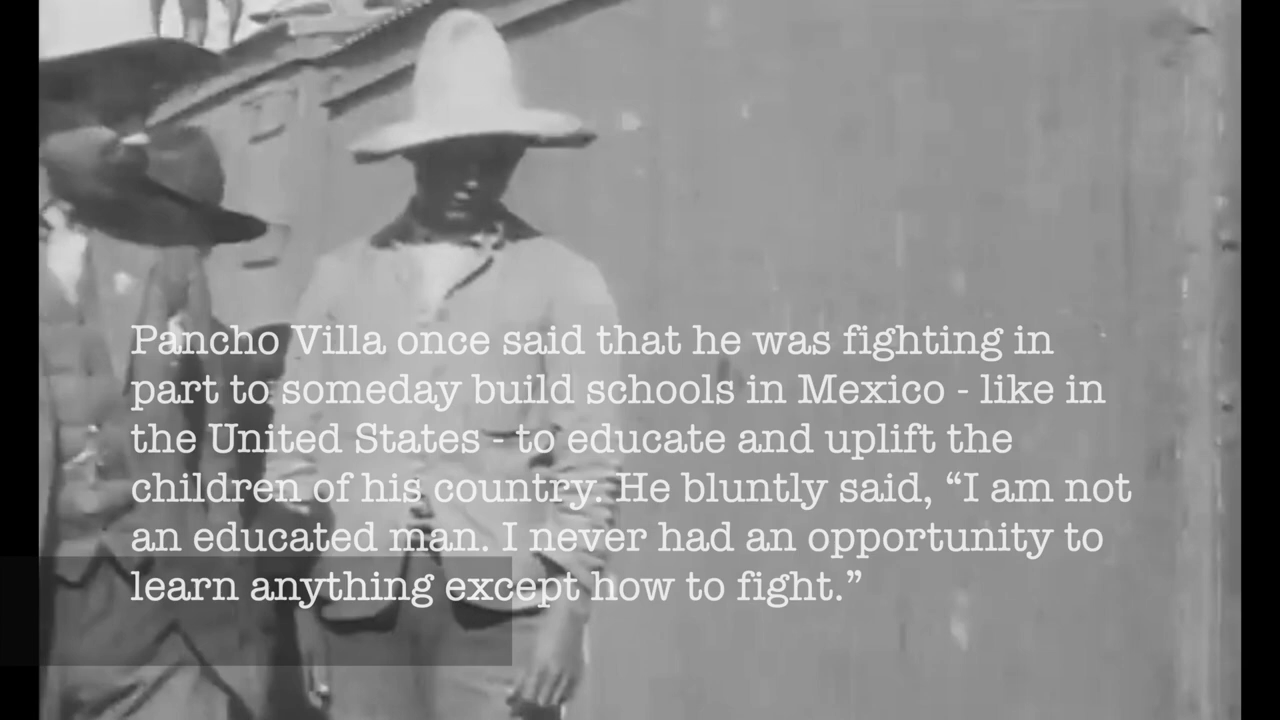 Pancho Villa once said that he was fighting in
part to someday build schools in Mexico - like in
the United States - to educate and uplift the
children of his country. He bluntly said, “I am not
an educated man. I never had an opportunity to
learn anything except how to fight.”